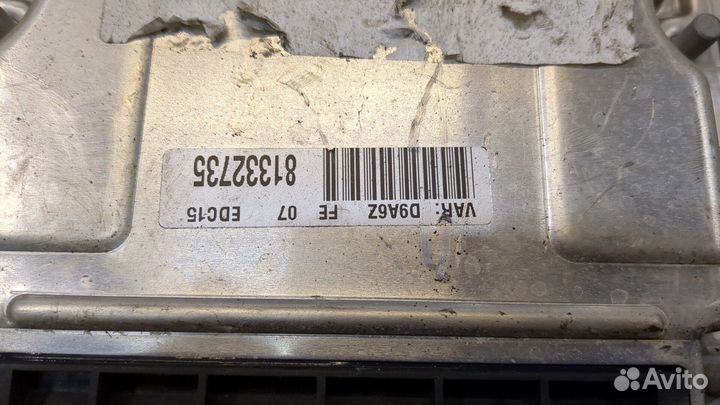 VAR: D9A6Z FE 07 EDC15
81332735
Avito